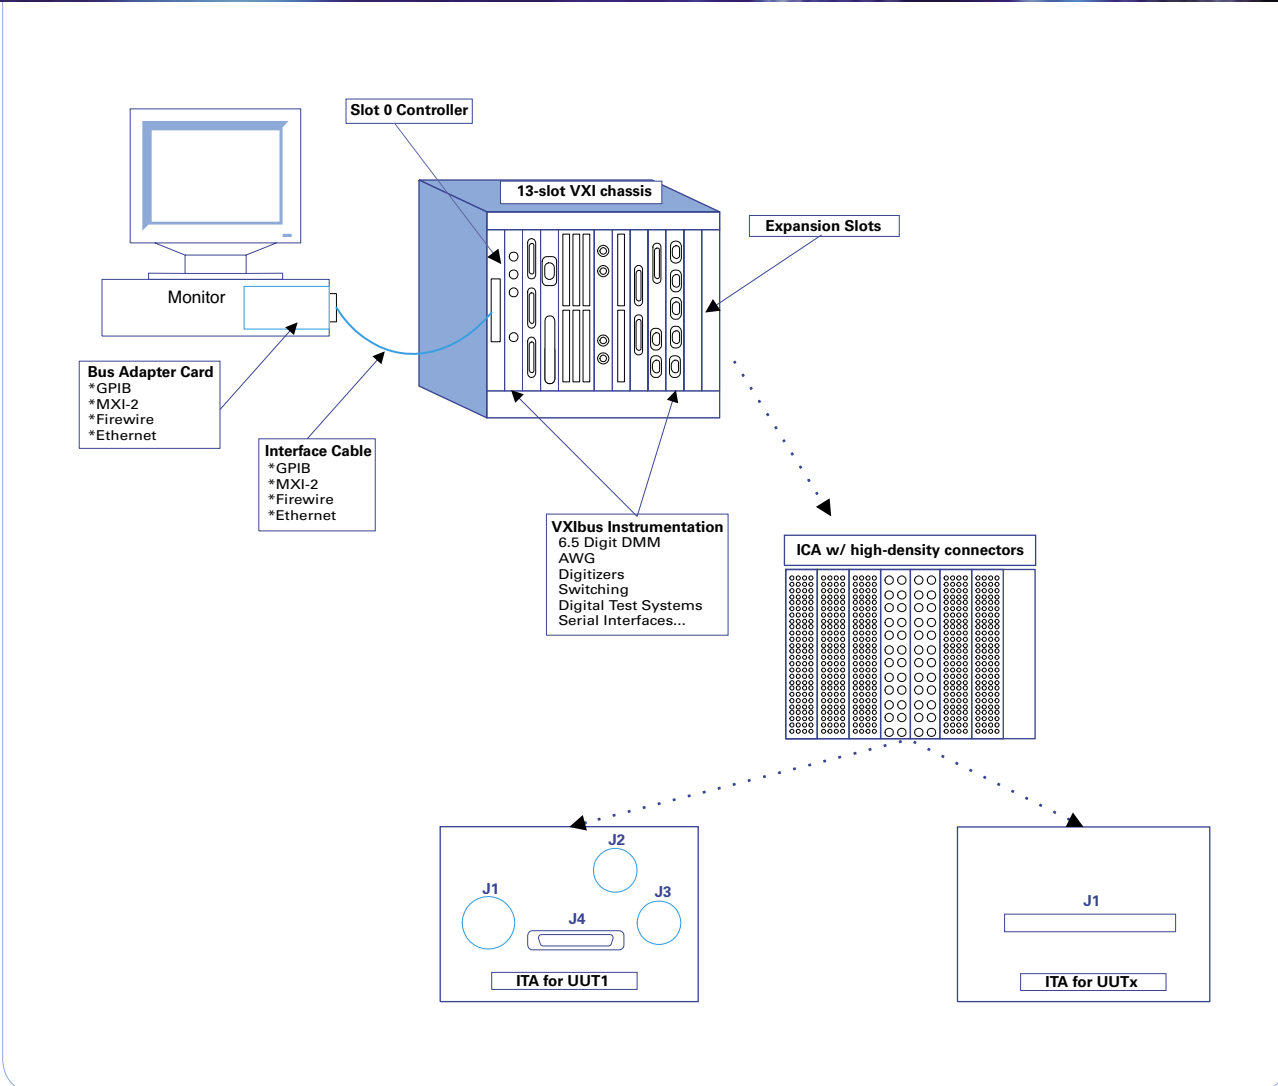 Slot 0 Controller
13-slot VXI chassis
Expansion Slots
Monitor
Bus Adapter Card
*GPIB
*MXI-2
*Firewire
*Ethernet
Interface Cable
*GPIB
*MXI-2
*Firewire
*Ethernet
VXIbus Instrumentation
6.5 Digit DMM
AWG
Digitizers
Switching
Digital Test Systems
Serial Interfaces...
ICA w/ high-density connectors
J2
J1
J3
J4
ITA for UUT1
J1
ITA for UUTx